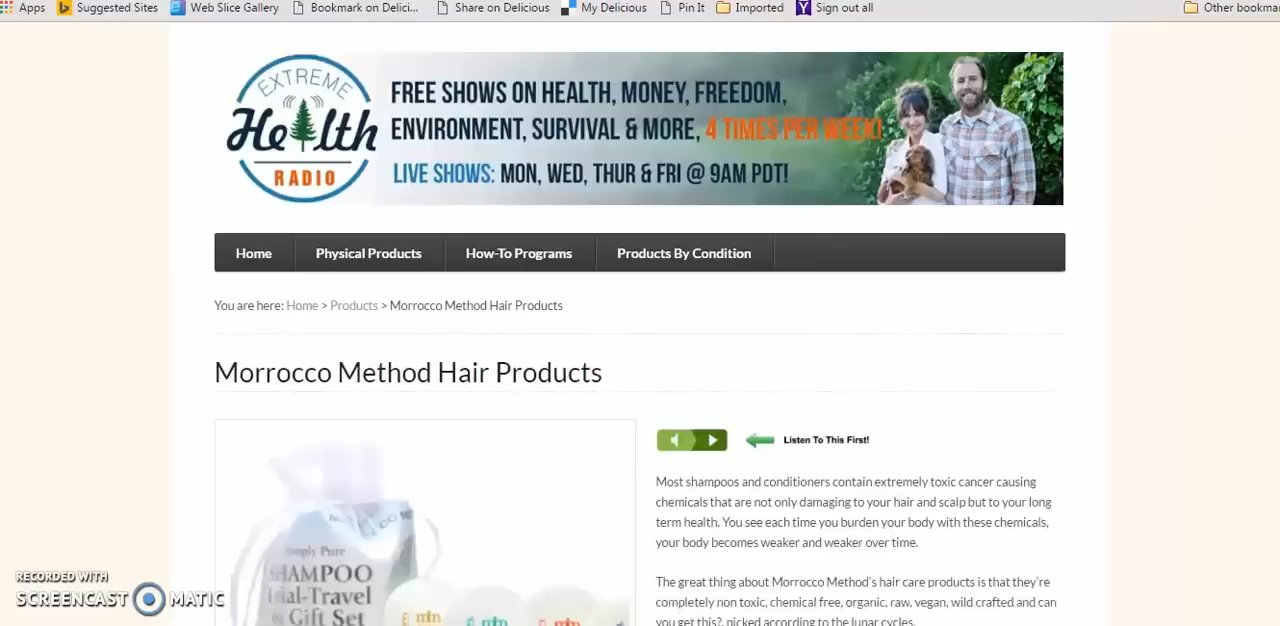 Apps Suggested Sites Web Slice Gallery Bookmark on Delici... Share on Delicious My Delicious Pin It Imported Sign out all Other bookmar
EXTREME
Health
RADIO
FREE SHOWS ON HEALTH, MONEY, FREEDOM,
ENVIRONMENT, SURVIVAL & MORE, 4 TIMES PER WEEK!
LIVE SHOWS: MON, WED, THUR & FRI @ 9AM PDT!
Home Physical Products How-To Programs Products By Condition
You are here: Home > Products > Morrocco Method Hair Products
Morrocco Method Hair Products
Listen To This First!
Most shampoos and conditioners contain extremely toxic cancer causing
chemicals that are not only damaging to your hair and scalp but to your long
term health. You see each time you burden your body with these chemicals,
your body becomes weaker and weaker over time.
The great thing about Morrocco Method's hair care products is that they're
completely non toxic, chemical free, organic, raw, vegan, wild crafted and can
you get this?, picked according to the lunar cycles.
Simply Pure
SHAMPOO
Trial-Travel
Gift Set
RECORDED WITH
SCREENCAST MATIC